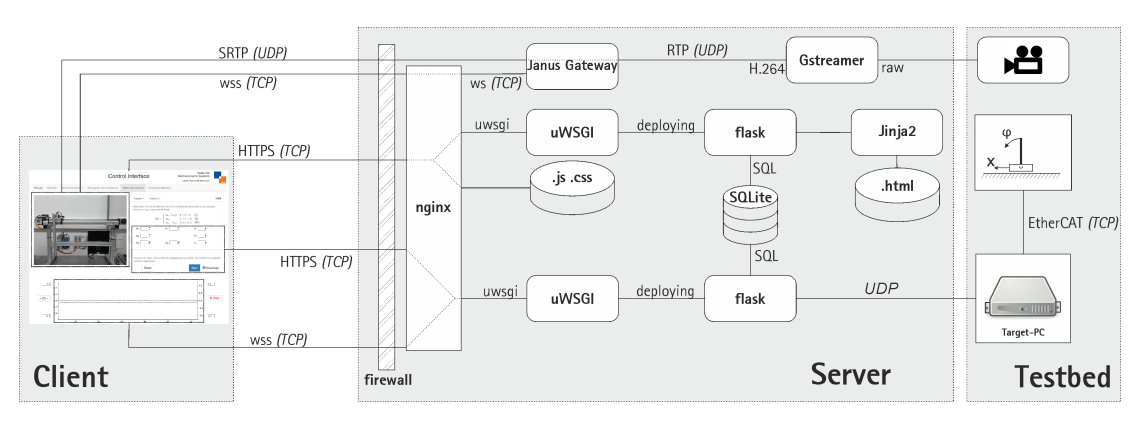 SRTP (UDP)
RTP (UDP)
Janus Gateway
Gstreamer
H.264
raw
wss (TCP)
ws (TCP)
uwsgi
uWSGI
deploying
flask
Jinja2
HTTPS (TCP)
.js .css
SQL
SQLite
.html
φ
x
Control Interface
nginx
EtherCAT (TCP)
HTTPS (TCP)
SQL
uwsgi
uWSGI
deploying
flask
UDP
Target-PC
wss (TCP)
firewall
Client
Server
Testbed